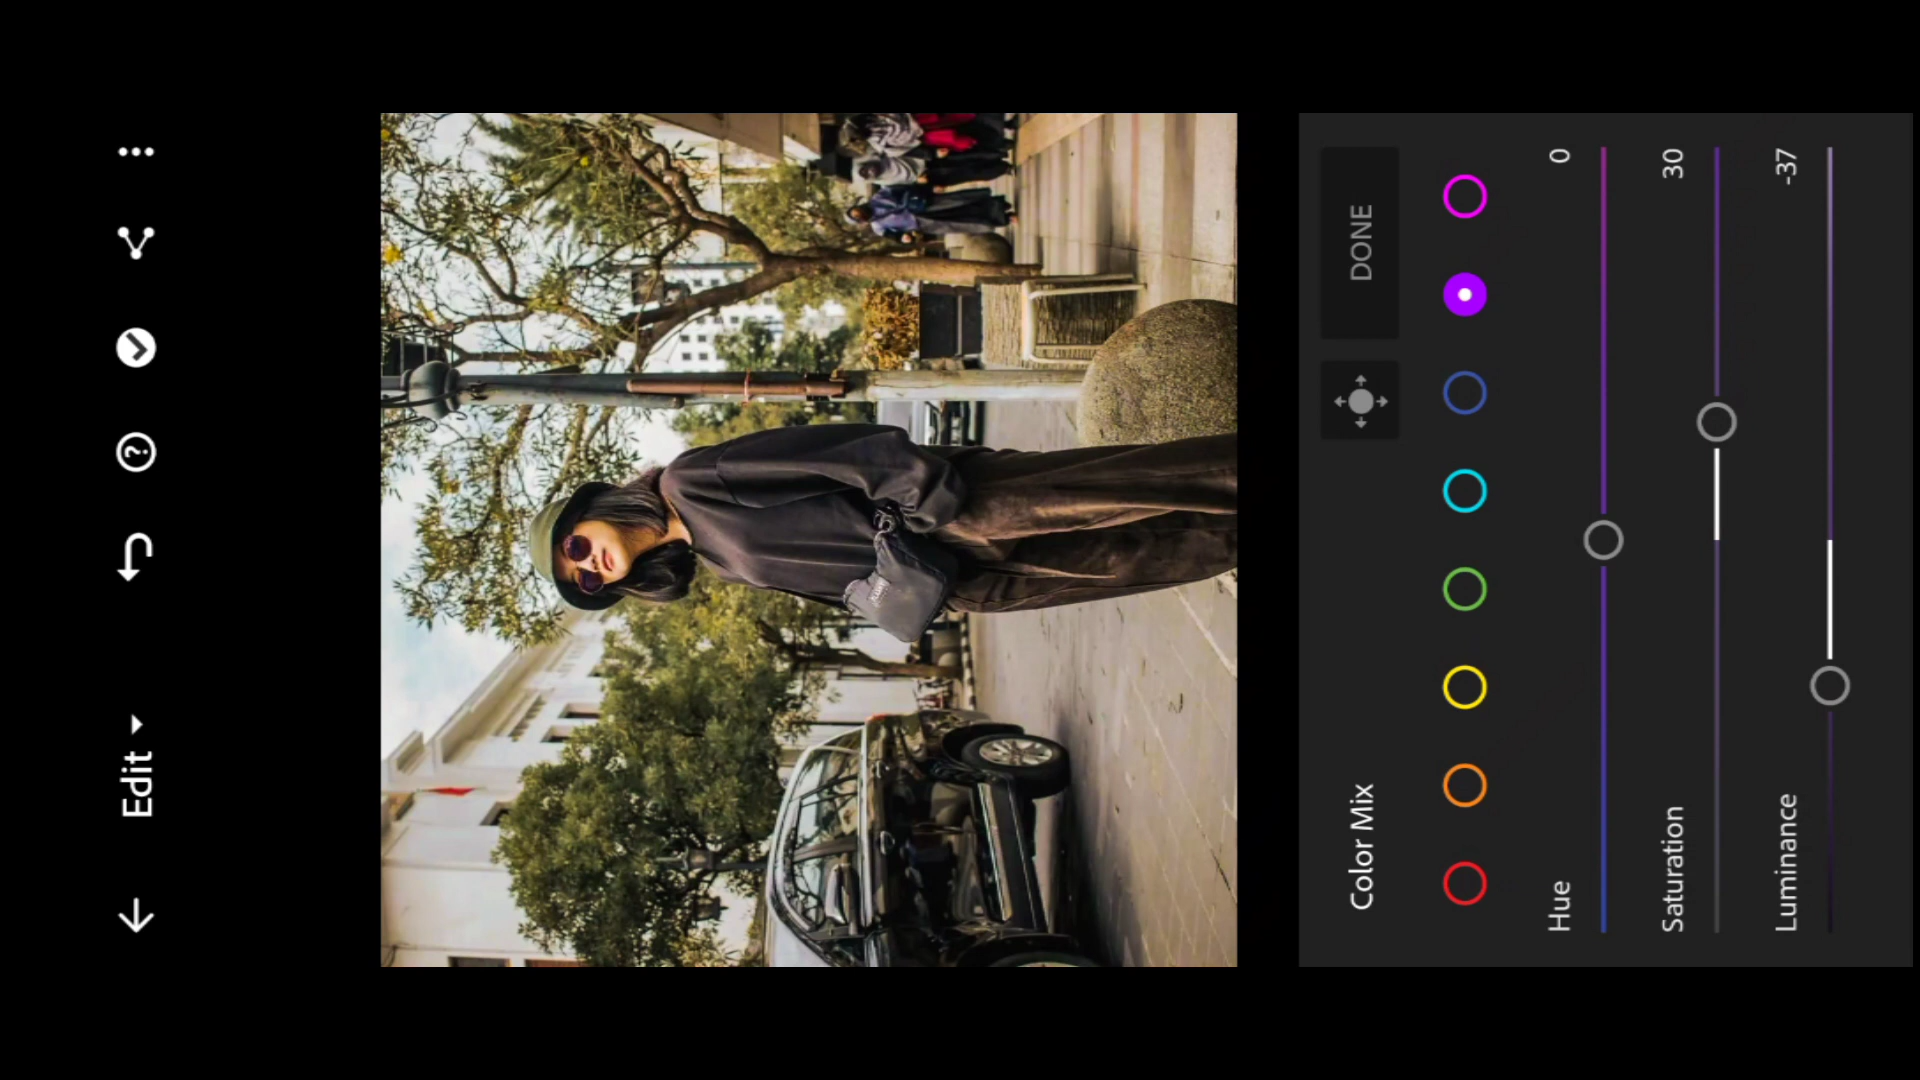 Edit
Color Mix
DONE
Hue
0
Saturation
30
Luminance
-37